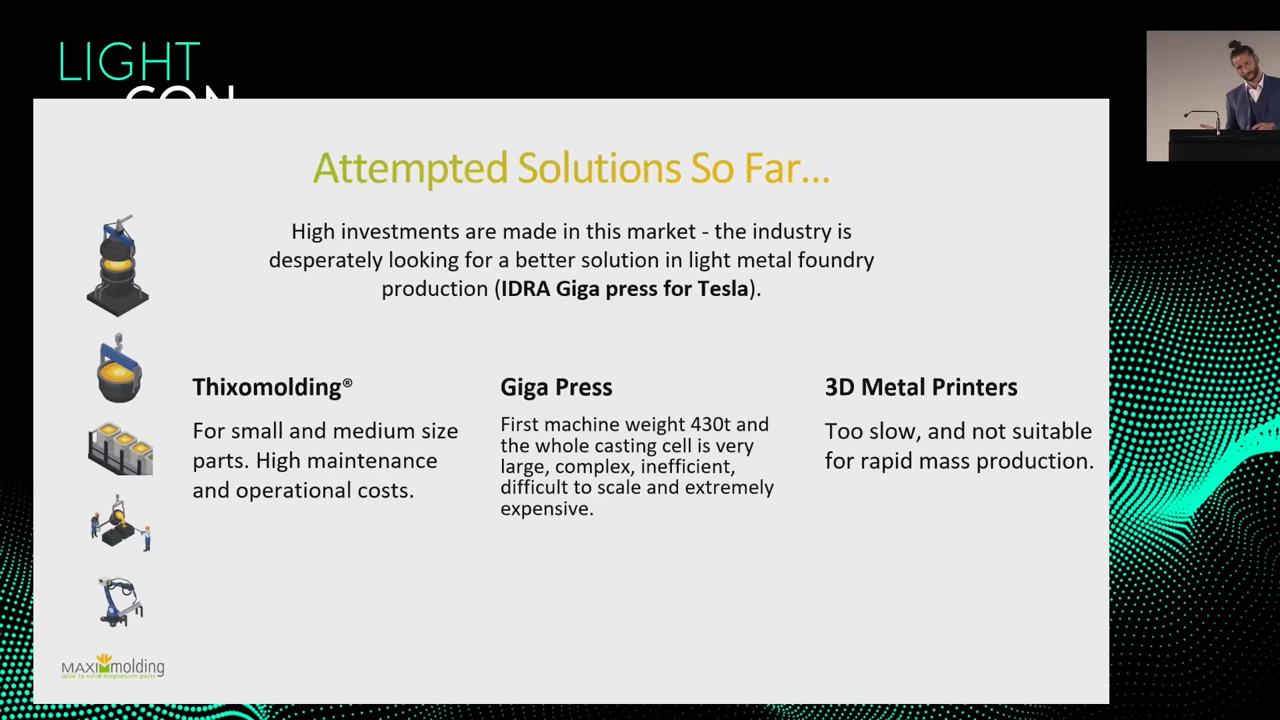 LIGHT
CON
Attempted Solutions So Far...
High investments are made in this market - the industry is
desperately looking for a better solution in light metal foundry
production (IDRA Giga press for Tesla).
Thixomolding®
For small and medium size
parts. High maintenance
and operational costs.
Giga Press
First machine weight 430t and
the whole casting cell is very
large, complex, inefficient,
difficult to scale and extremely
expensive.
3D Metal Printers
Too slow, and not suitable
for rapid mass production.
MAXImolding